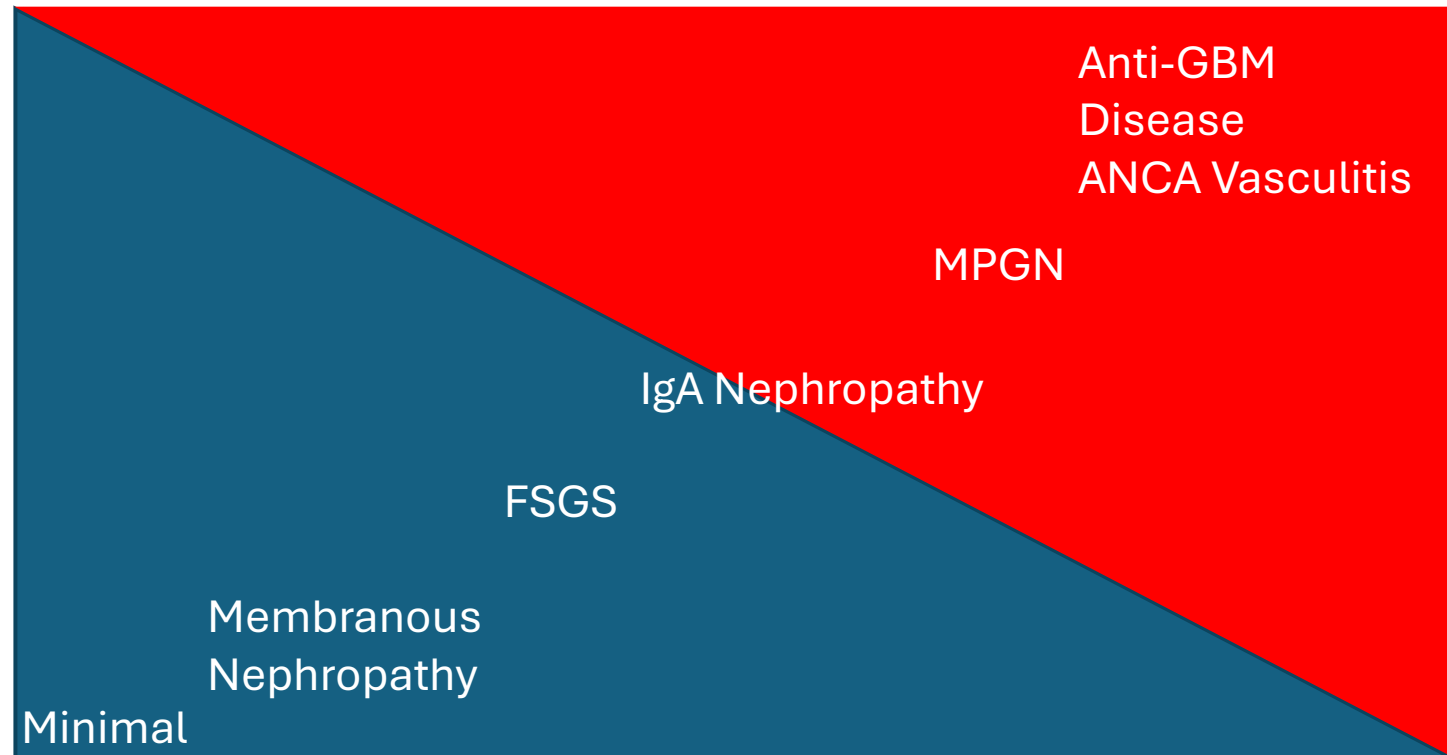 Anti-GBM
Disease
ANCA Vasculitis
MPGN
IgA Nephropathy
FSGS
Membranous
Nephropathy
Minimal